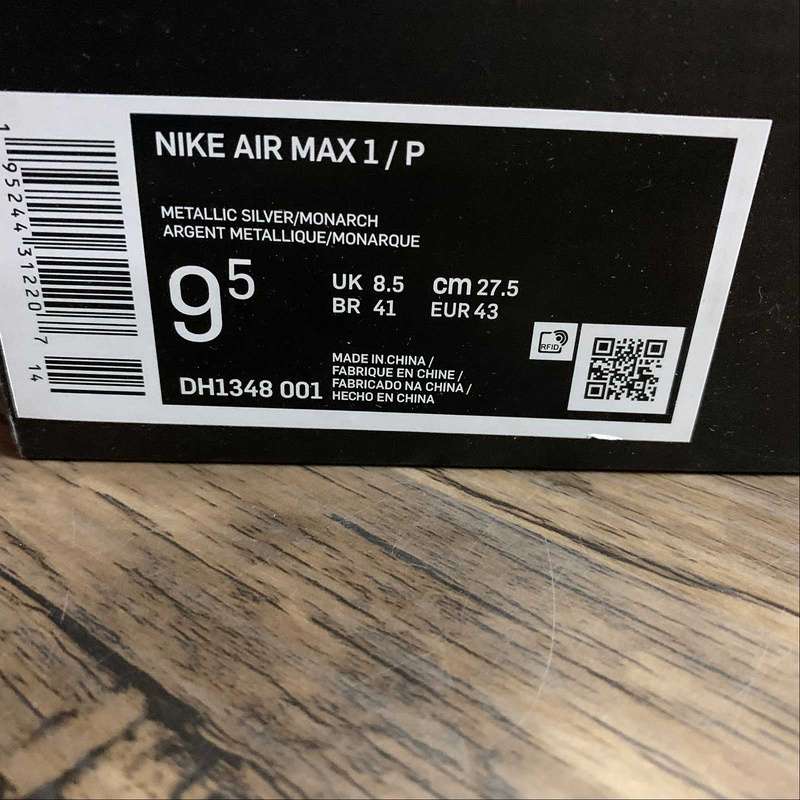 NIKE AIR MAX 1 / P
METALLIC SILVER/MONARCH
ARGENT METALLIQUE/MONARQUE
9 5
UK 8.5 cm 27.5
BR 41 EUR 43
MADE IN CHINA /
FABRIQUE EN CHINE /
FABRICADO NA CHINA /
HECHO EN CHINA
DH1348 001
RFID
1 95244 31220 7 14